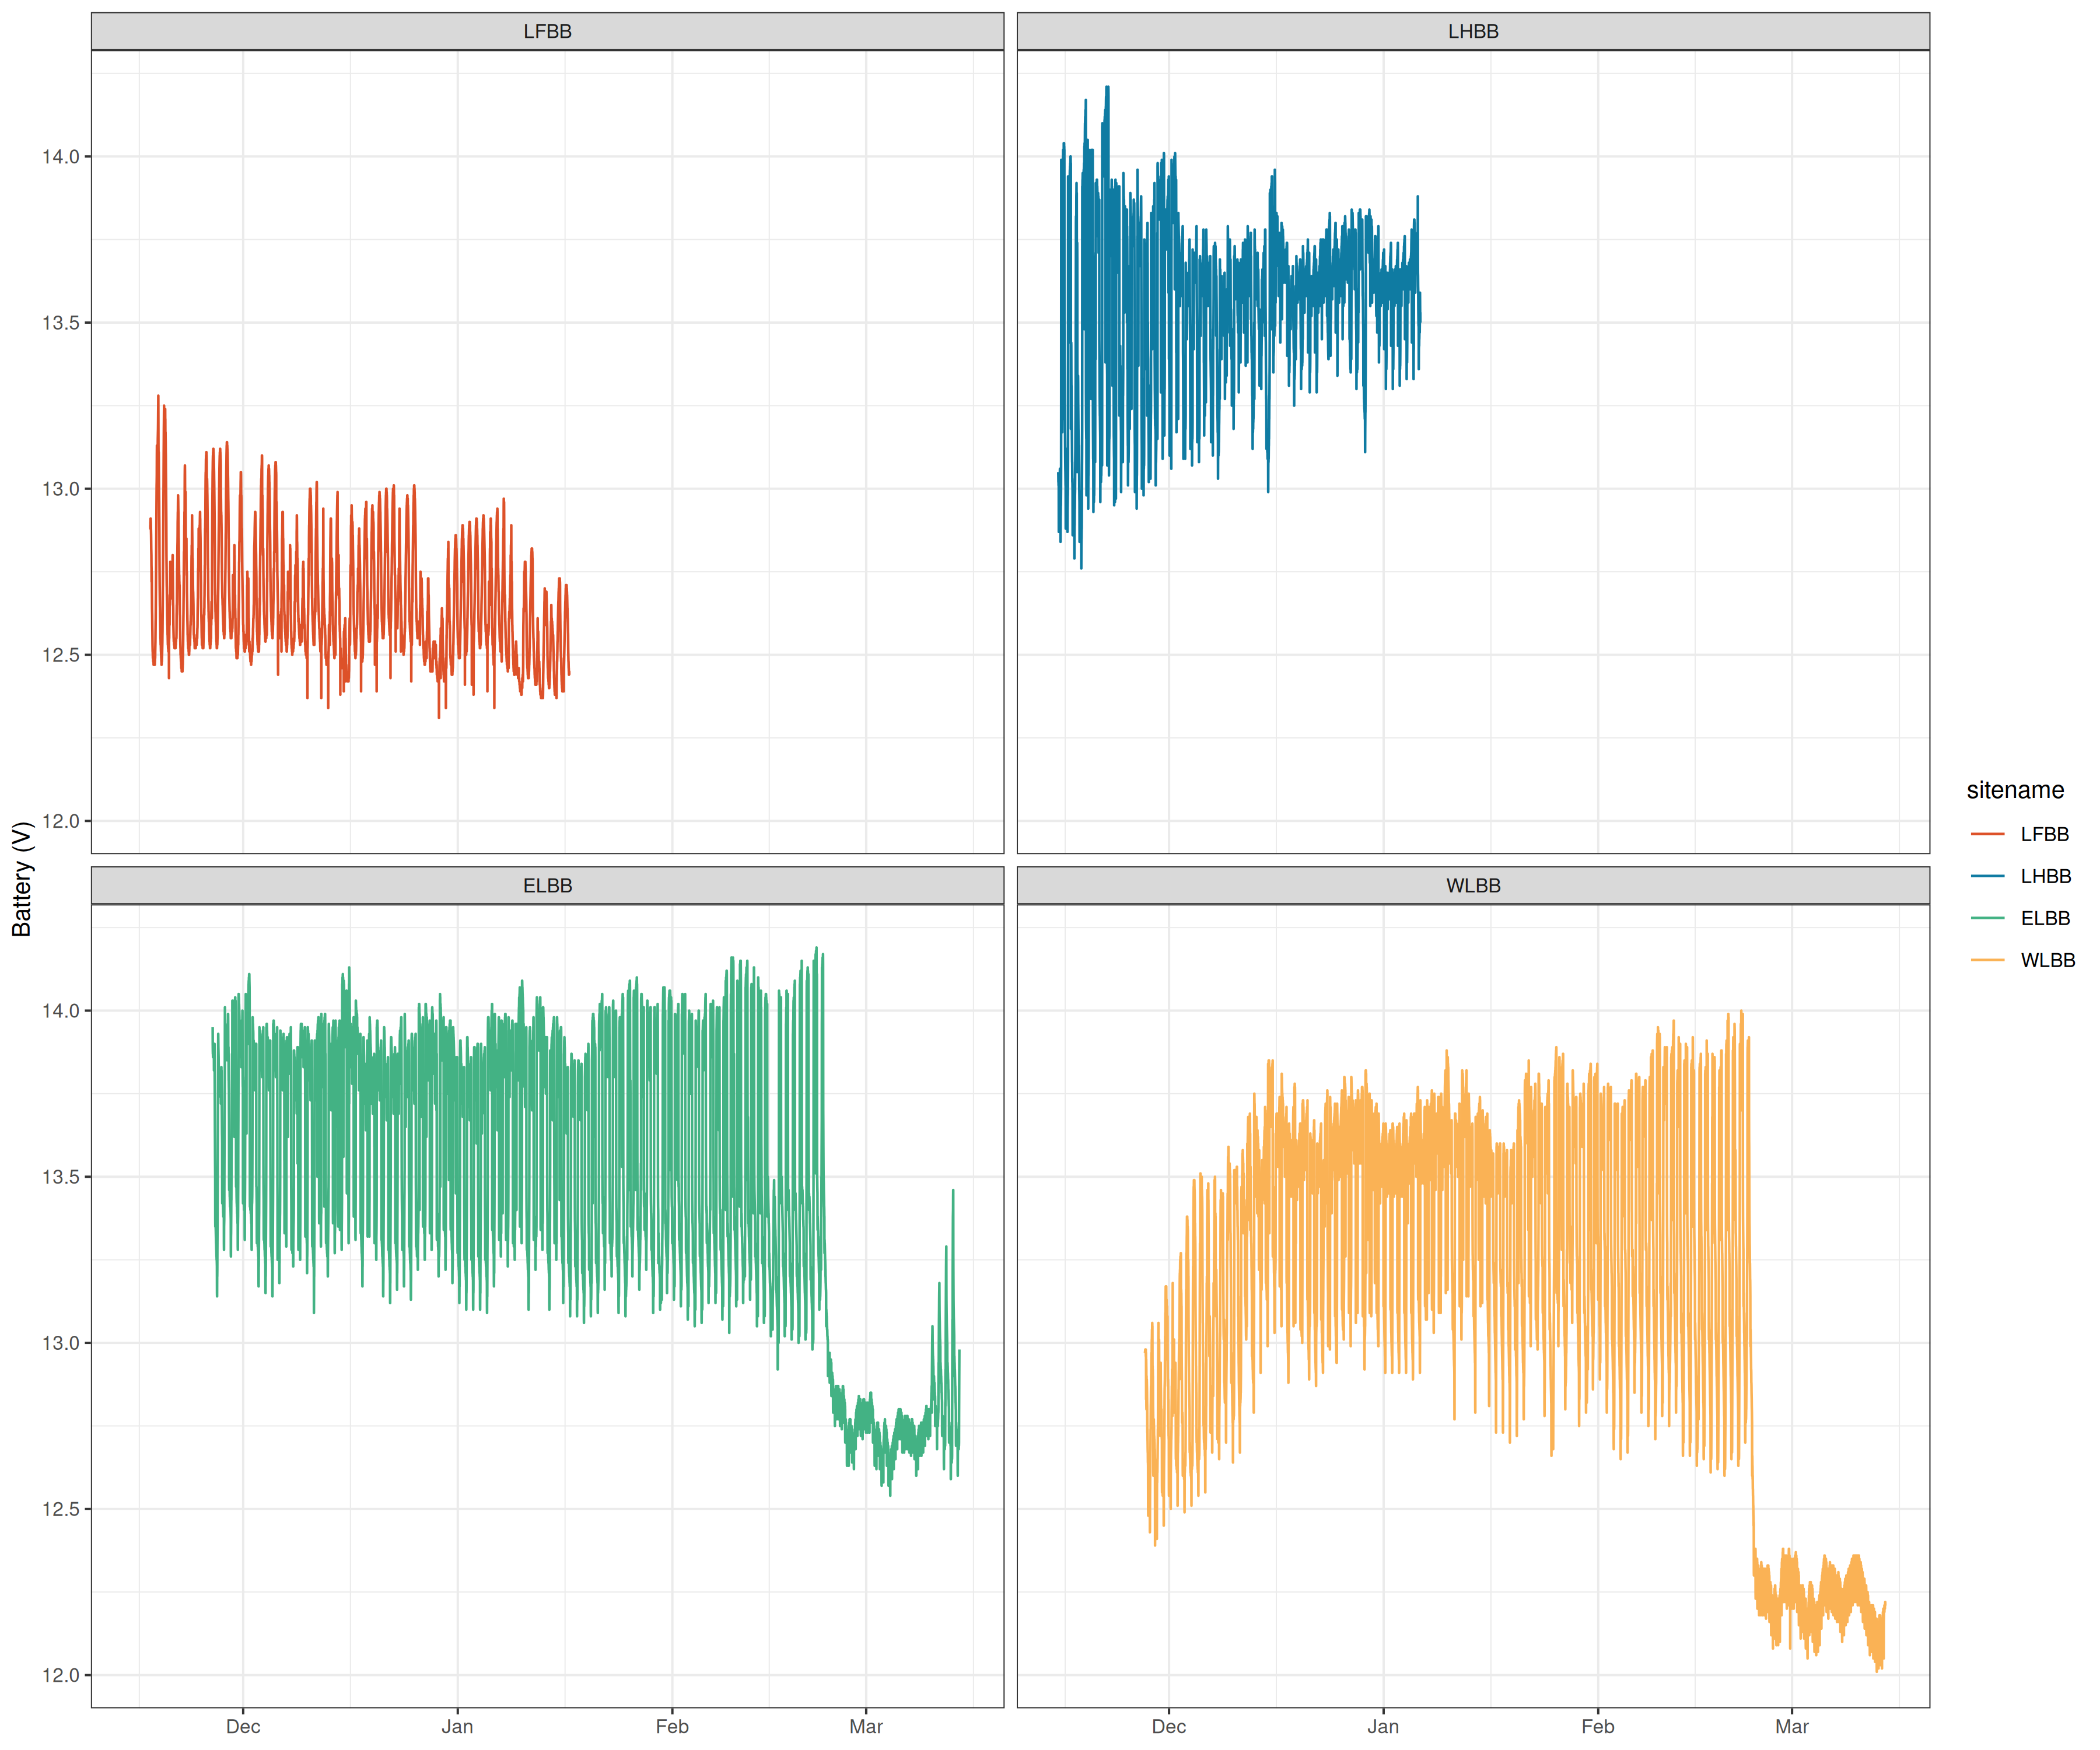 LFBB
LHBB
14.0
13.5
13.0
12.5
12.0
Battery (V)
ELBB
WLBB
14.0
13.5
13.0
12.5
12.0
Dec
Jan
Feb
Mar
Dec
Jan
Feb
Mar
sitename
LFBB
LHBB
ELBB
WLBB